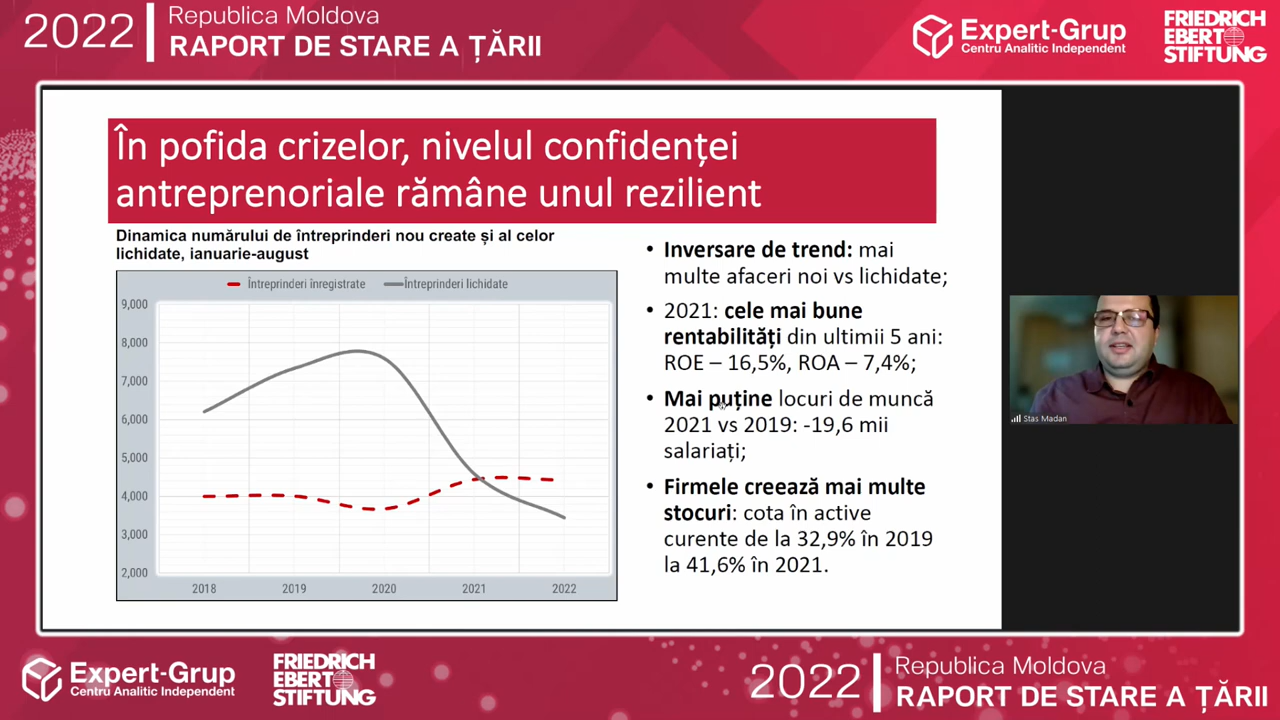 2022
Republica Moldova
RAPORT DE STARE A ȚĂRII
Expert-Grup
Centru Analitic Independent
FRIEDRICH
EBERT
STIFTUNG
În pofida crizelor, nivelul confidenței
antreprenoriale rămâne unul rezilient
Dinamica numărului de întreprinderi nou create și al celor
lichidate, ianuarie-august
Întreprinderi înregistrate
Întreprinderi lichidate
9,000
8,000
7,000
6,000
5,000
4,000
3,000
2,000
2018
2019
2020
2021
2022
• Inversare de trend: mai
multe afaceri noi vs lichidate;
• 2021: cele mai bune
rentabilități din ultimii 5 ani:
ROE – 16,5%, ROA – 7,4%;
• Mai puține locuri de muncă
2021 vs 2019: -19,6 mii
salariați;
• Firmele creează mai multe
stocuri: cota în active
curente de la 32,9% în 2019
la 41,6% în 2021.
Stas Madan
Expert-Grup
Centru Analitic Independent
FRIEDRICH
EBERT
STIFTUNG
2022
Republica Moldova
RAPORT DE STARE A ȚĂRII